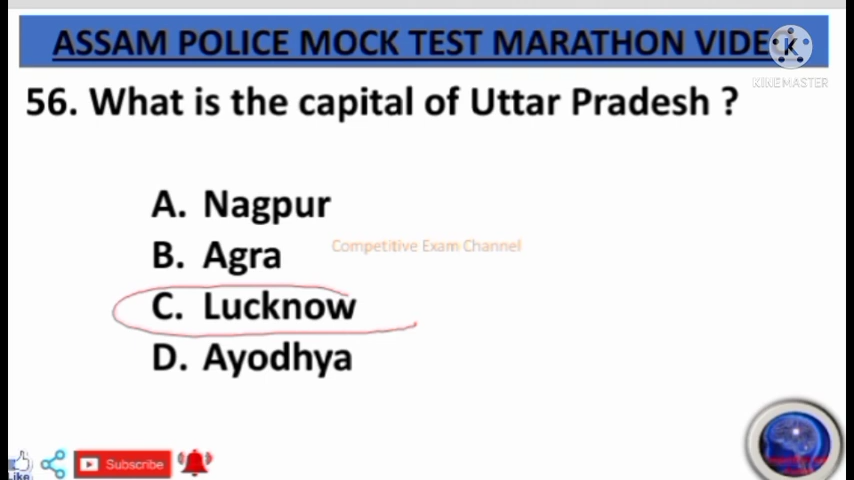 ASSAM POLICE MOCK TEST MARATHON VIDE
K
KINEMASTER
56. What is the capital of Uttar Pradesh ?
A. Nagpur
B. Agra
Competitive Exam Channel
C. Lucknow
D. Ayodhya
Like
Subscribe